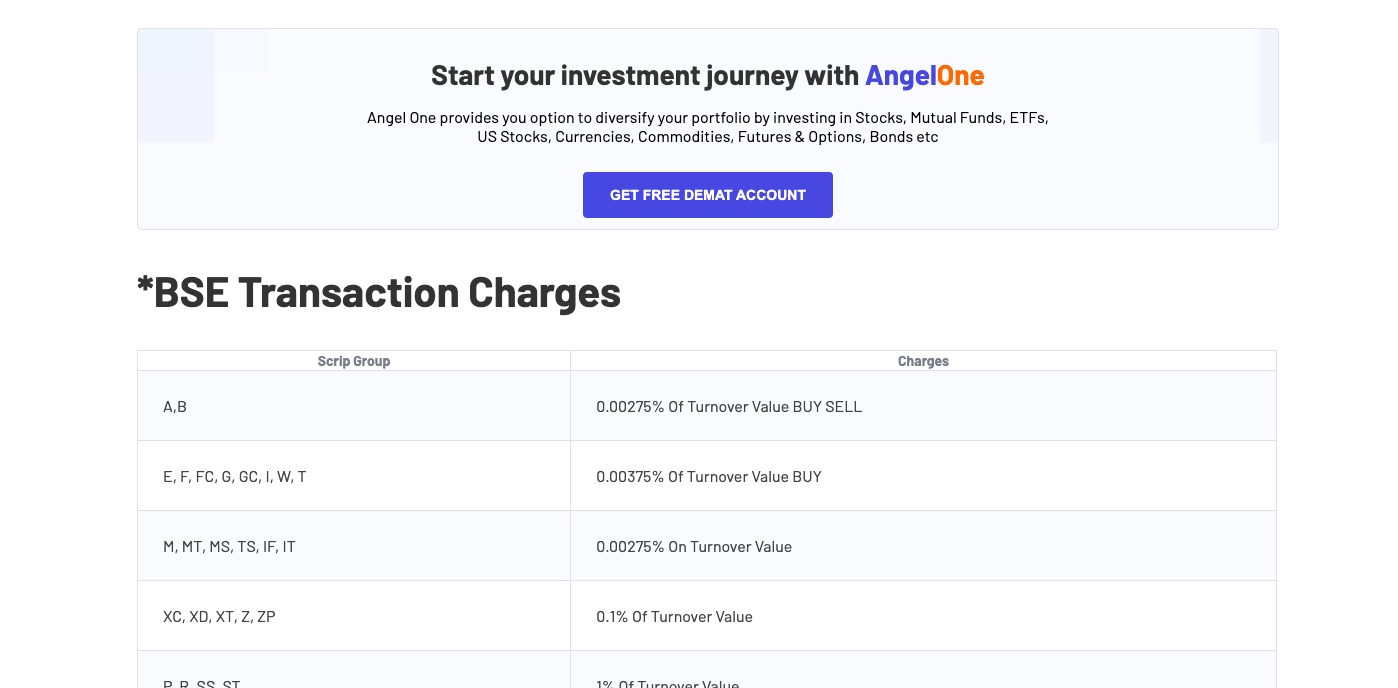 Start your investment journey with AngelOne
Angel One provides you option to diversify your portfolio by investing in Stocks, Mutual Funds, ETFs,
US Stocks, Currencies, Commodities, Futures & Options, Bonds etc
GET FREE DEMAT ACCOUNT
*BSE Transaction Charges
Scrip Group Charges
A,B 0.00275% Of Turnover Value BUY SELL
E, F, FC, G, GC, I, W, T 0.00375% Of Turnover Value BUY
M, MT, MS, TS, IF, IT 0.00275% On Turnover Value
XC, XD, XT, Z, ZP 0.1% Of Turnover Value
P, R, SS, ST 1% Of Turnover Value